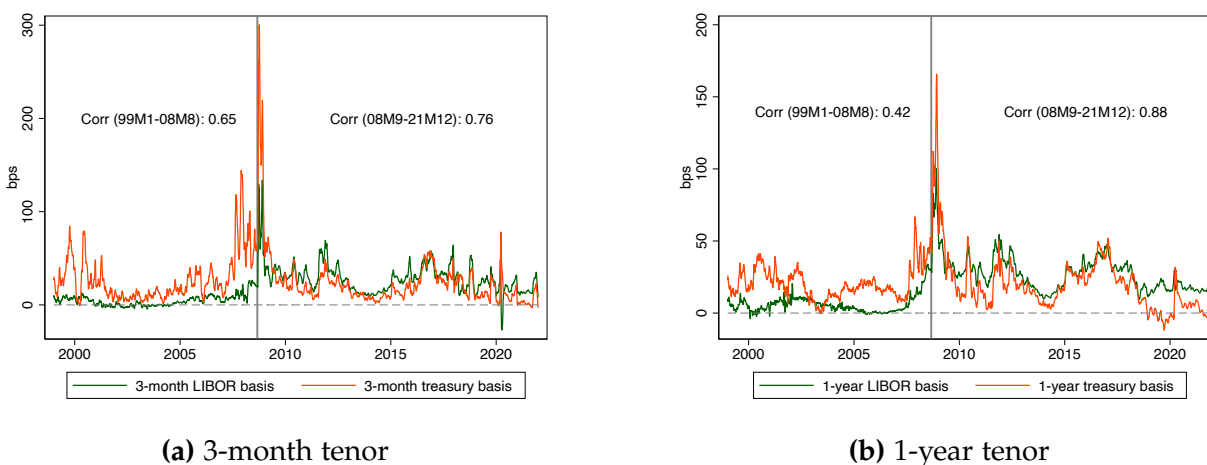 300
200
100
0
bps
Corr (99M1-08M8): 0.65
Corr (08M9-21M12): 0.76
2000 2005 2010 2015 2020
3-month LIBOR basis 3-month treasury basis
(a) 3-month tenor
200
150
100
50
0
bps
Corr (99M1-08M8): 0.42
Corr (08M9-21M12): 0.88
2000 2005 2010 2015 2020
1-year LIBOR basis 1-year treasury basis
(b) 1-year tenor